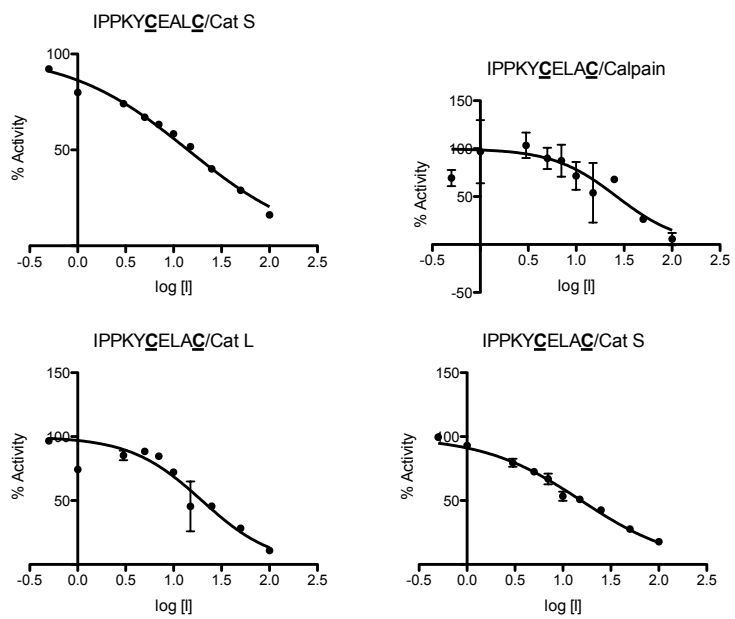 IPPKYCEALC/Cat S
100
50
% Activity
-0.5 0.0 0.5 1.0 1.5 2.0 2.5
log [I]
IPPKYCELAC/Calpain
150
100
50
-50
% Activity
-0.5 0.0 0.5 1.0 1.5 2.0 2.5
log [I]
IPPKYCELAC/Cat L
150
100
50
% Activity
-0.5 0.0 0.5 1.0 1.5 2.0 2.5
log [I]
IPPKYCELAC/Cat S
150
100
50
% Activity
-0.5 0.0 0.5 1.0 1.5 2.0 2.5
log [I]